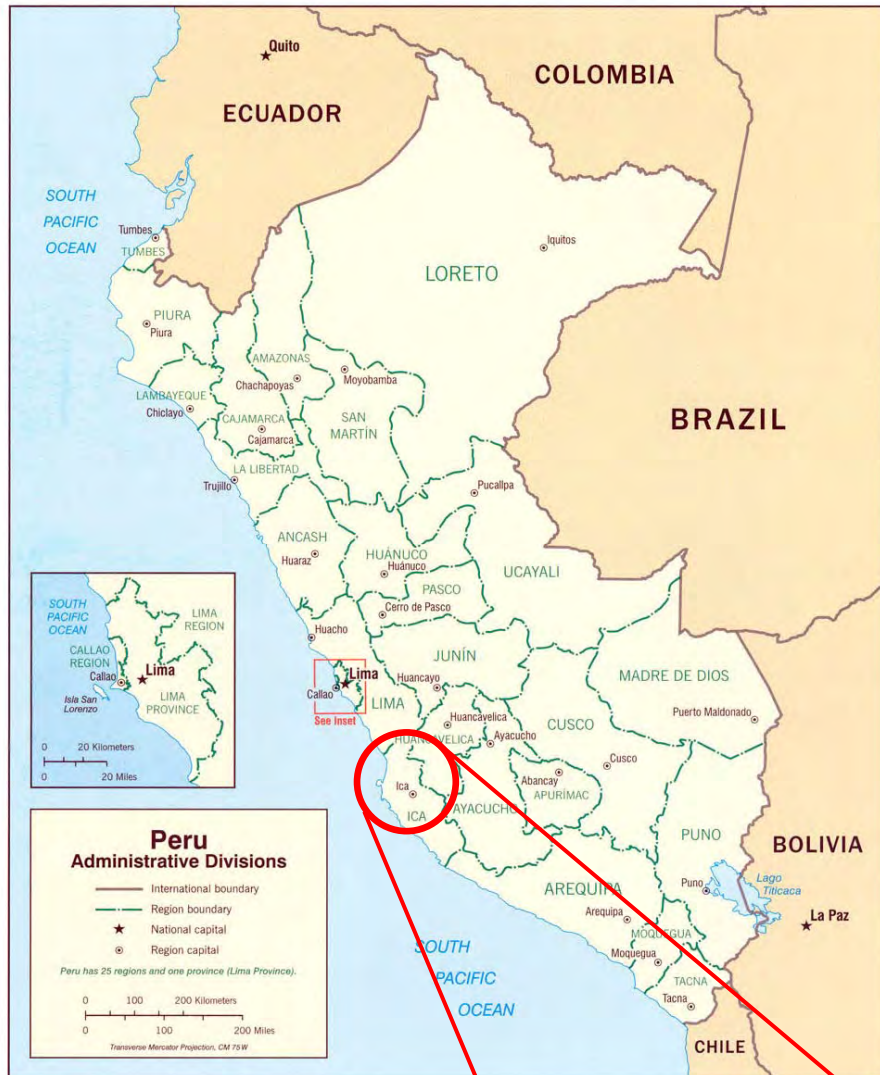 Quito
COLOMBIA
ECUADOR
SOUTH
PACIFIC
OCEAN
Tumbes
TUMBES
Iquitos
LORETO
PIURA
Piura
AMAZONAS
Chachapoyas
Moyobamba
LAMBAYEQUE
Chiclayo
CAJAMARCA
Cajamarca
SAN
MARTÍN
BRAZIL
LA LIBERTAD
Trujillo
Pucallpa
ANCASH
Huaraz
HUÁNUCO
Huánuco
UCAYALI
PASCO
Cerro de Pasco
Huacho
JUNÍN
MADRE DE DIOS
Lima
Callao
See Inset
LIMA
Huancayo
Huancavelica
HUANCAVELICA
Ayacucho
CUSCO
Cusco
Puerto Maldonado
Abancay
APURÍMAC
Ica
ICA
AYACUCHO
PUNO
Puno
BOLIVIA
Lago
Titicaca
La Paz
AREQUIPA
Arequipa
MOQUEGUA
Moquegua
TACNA
Tacna
CHILE
SOUTH
PACIFIC
OCEAN
SOUTH
PACIFIC
OCEAN
LIMA
REGION
CALLAO
REGION
Callao
Lima
Isla San
Lorenzo
LIMA
PROVINCE
0 20 Kilometers
0 20 Miles
Peru
Administrative Divisions
International boundary
Region boundary
National capital
Region capital
Peru has 25 regions and one province (Lima Province).
0 100 200 Kilometers
0 100 200 Miles
Transverse Mercator Projection, CM 75W